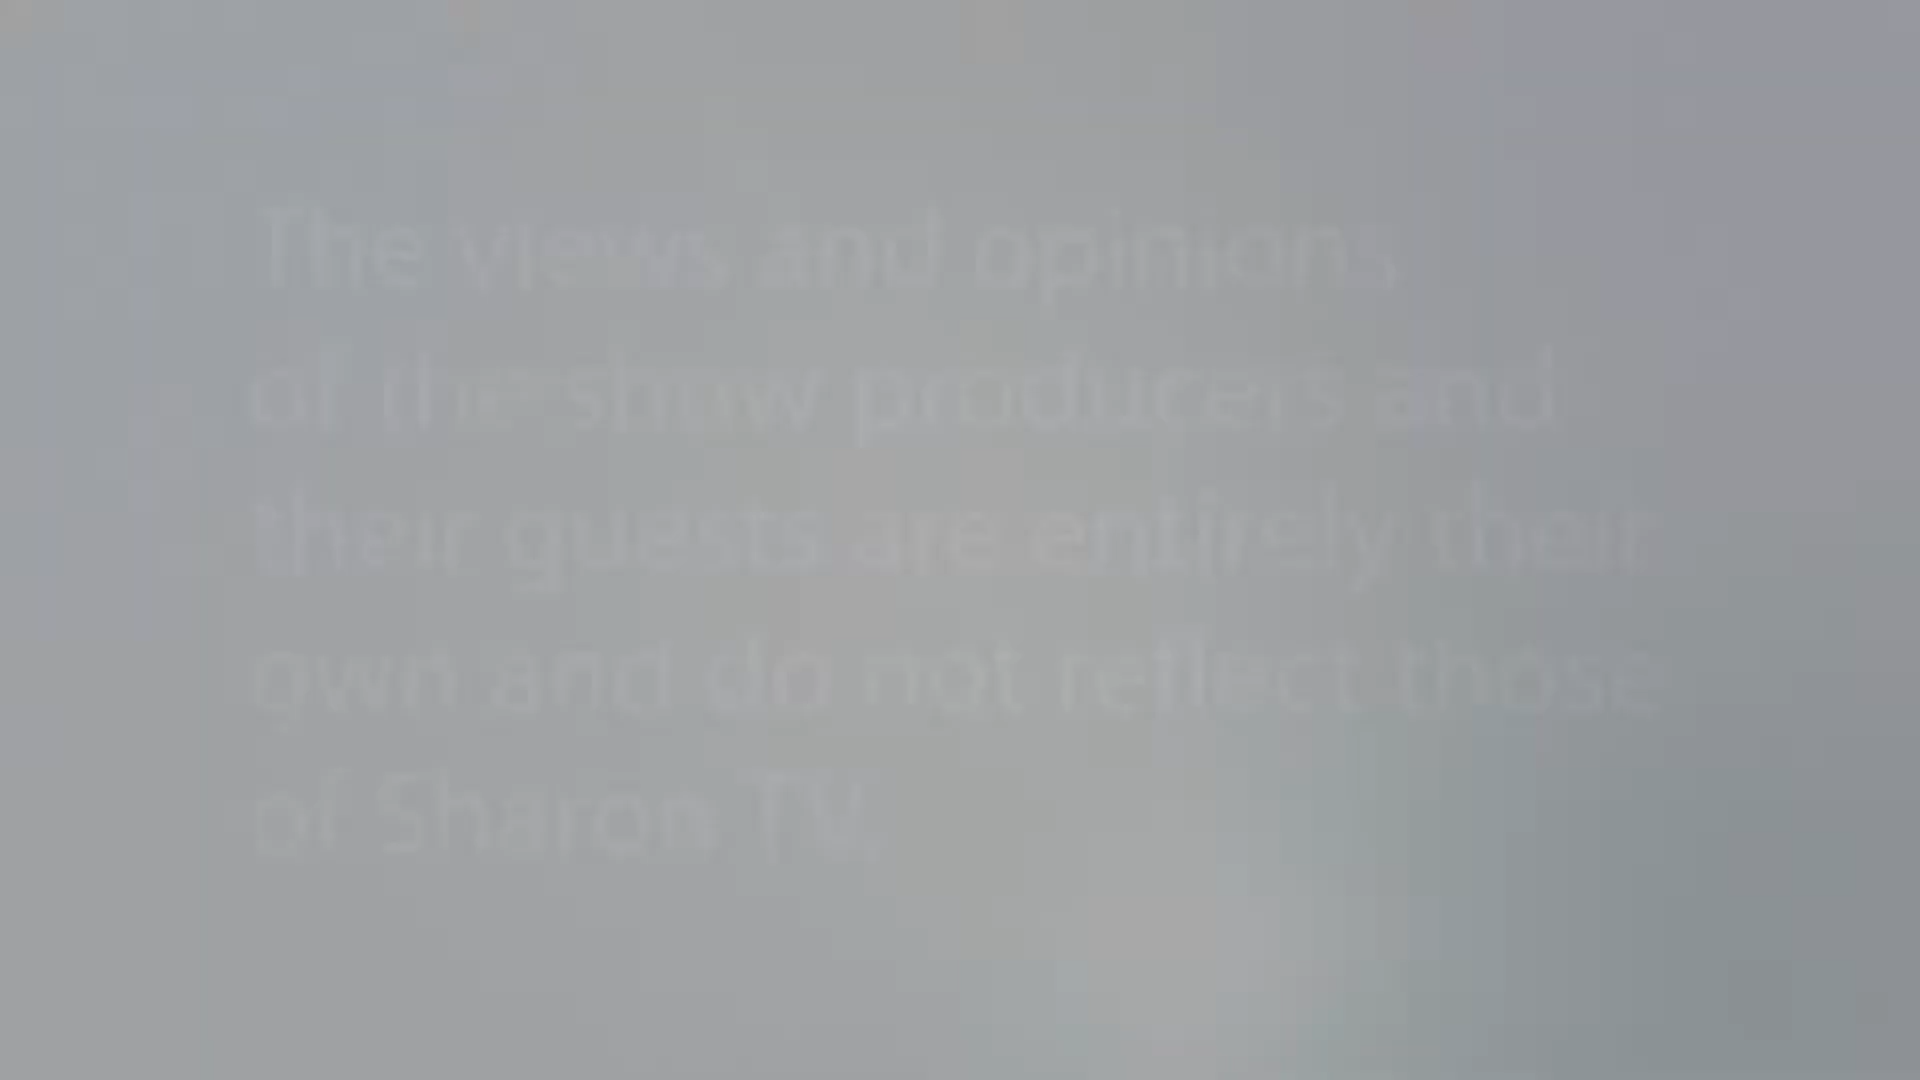 The views and opinions
of the show producers and
their guests are entirely their
own and do not reflect those
of Sharon TV.